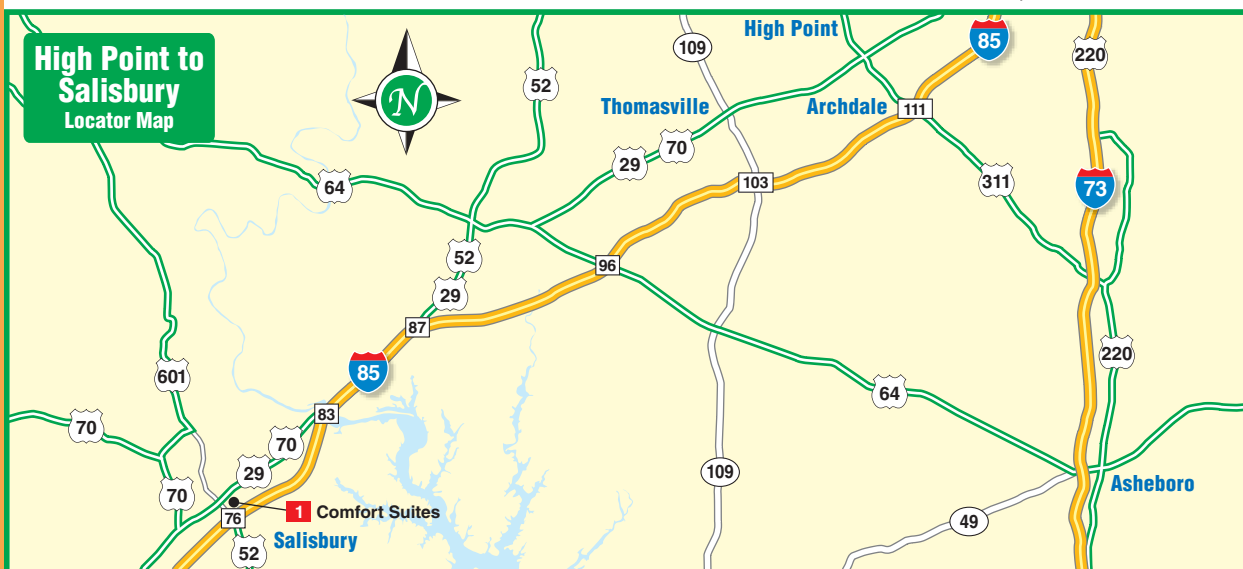 High Point to
Salisbury
Locator Map
N
High Point
109
85
220
52
Thomasville
Archdale
111
70
29
64
103
311
73
52
96
29
87
220
85
601
64
83
70
70
29
109
Asheboro
70
1 Comfort Suites
76
49
Salisbury
52